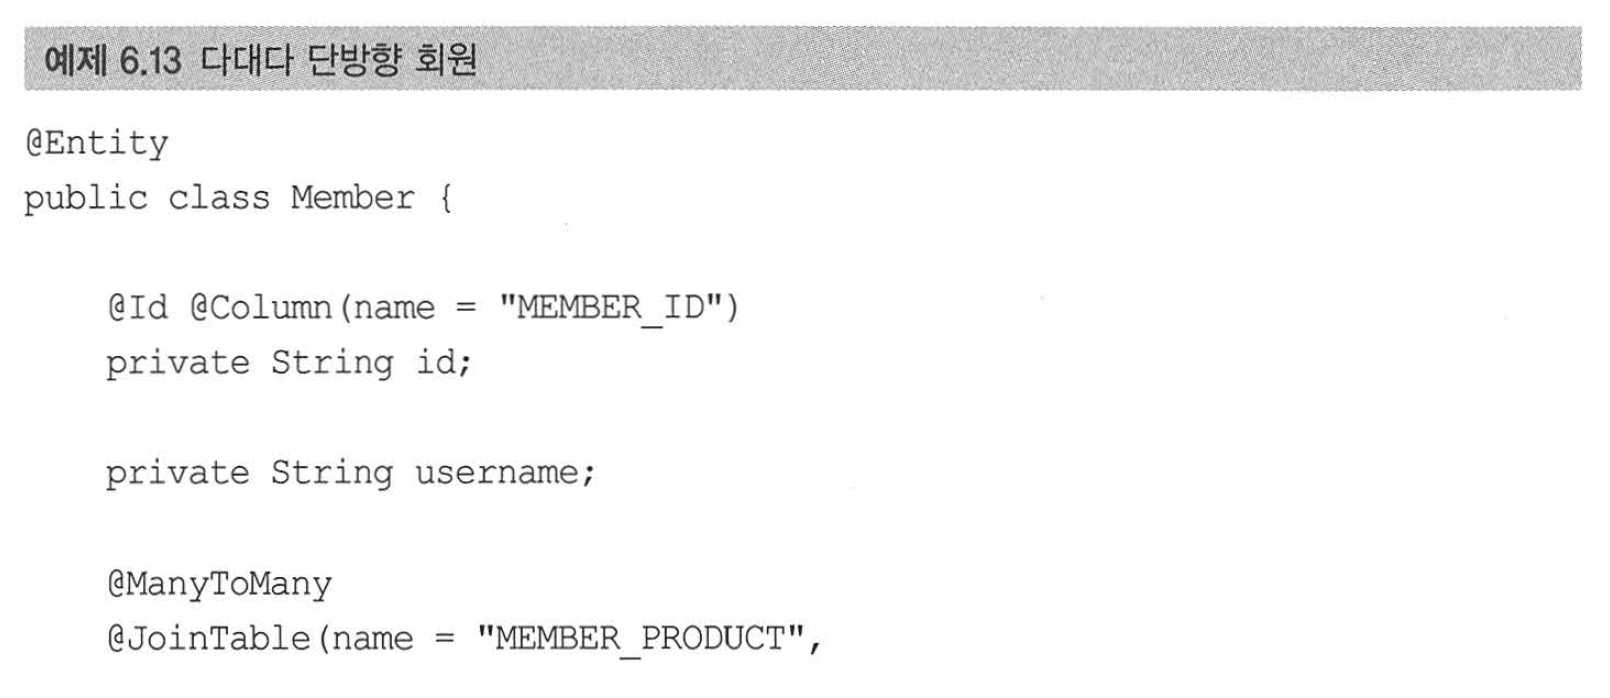 예제 6.13 다대다 단방향 회원
@Entity
public class Member {
@Id @Column(name = "MEMBER_ID")
private String id;
private String username;
@ManyToMany
@JoinTable(name = "MEMBER_PRODUCT",